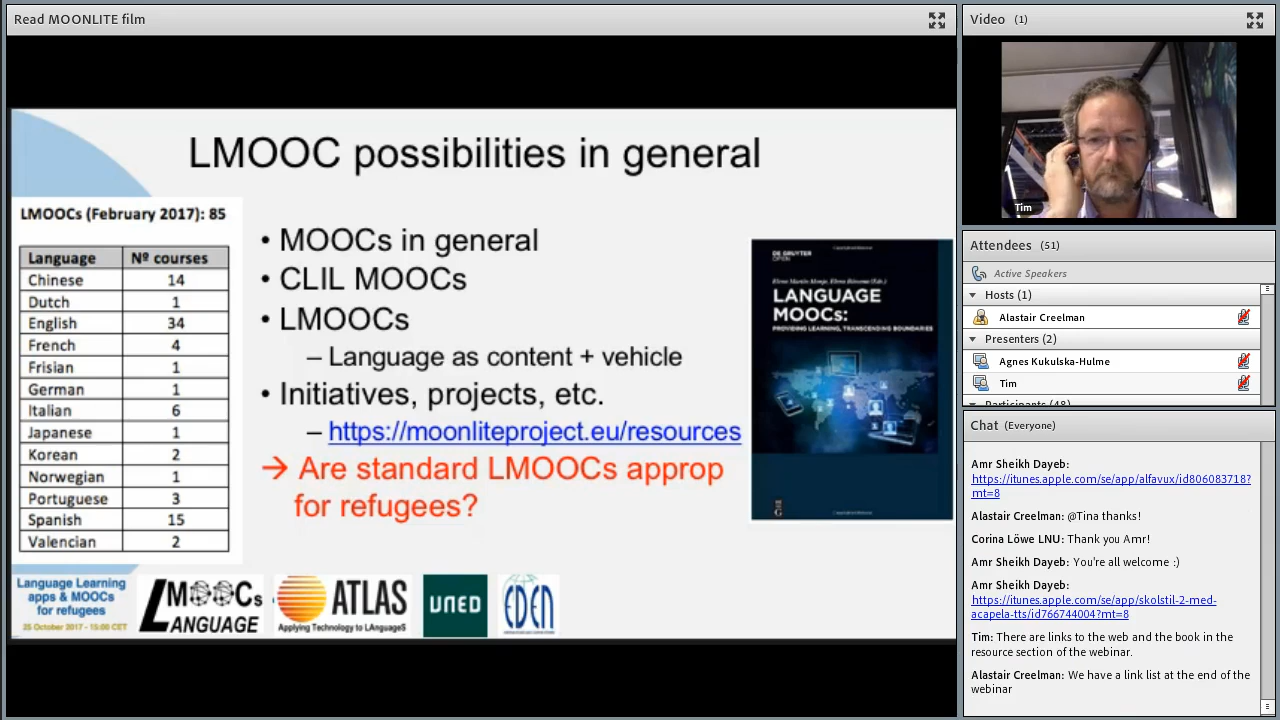 Read MOONLITE film
LMOOC possibilities in general
LMOOCs (February 2017): 85
Language Nº courses
Chinese 14
Dutch 1
English 34
French 4
Frisian 1
German 1
Italian 6
Japanese 1
Korean 2
Norwegian 1
Portuguese 3
Spanish 15
Valencian 2
• MOOCs in general
• CLIL MOOCs
• LMOOCs
– Language as content + vehicle
• Initiatives, projects, etc.
– https://moonliteproject.eu/resources
→ Are standard LMOOCs approp
for refugees?
DE GRUYTER
OPEN
LANGUAGE
MOOCs:
PROVIDING LEARNING, TRANSCENDING BOUNDARIES
Language Learning
apps & MOOCs
for refugees
25 October 2017 - 15:00 CET
LMOOCs
LANGUAGE
ATLAS
Applying Technology to LAnguageS
UNED
EDEN
Video (1)
Tim
Attendees (51)
Active Speakers
Hosts (1)
Alastair Creelman
Presenters (2)
Agnes Kukulska-Hulme
Tim
Participants (48)
Chat (Everyone)
Amr Sheikh Dayeb:
https://itunes.apple.com/se/app/alfavux/id806083718?
mt=8
Alastair Creelman: @Tina thanks!
Corina Löwe LNU: Thank you Amr!
Amr Sheikh Dayeb: You're all welcome :)
Amr Sheikh Dayeb:
https://itunes.apple.com/se/app/skolstil-2-med-
acapela-tts/id766744004?mt=8
Tim: There are links to the web and the book in the
resource section of the webinar.
Alastair Creelman: We have a link list at the end of the
webinar